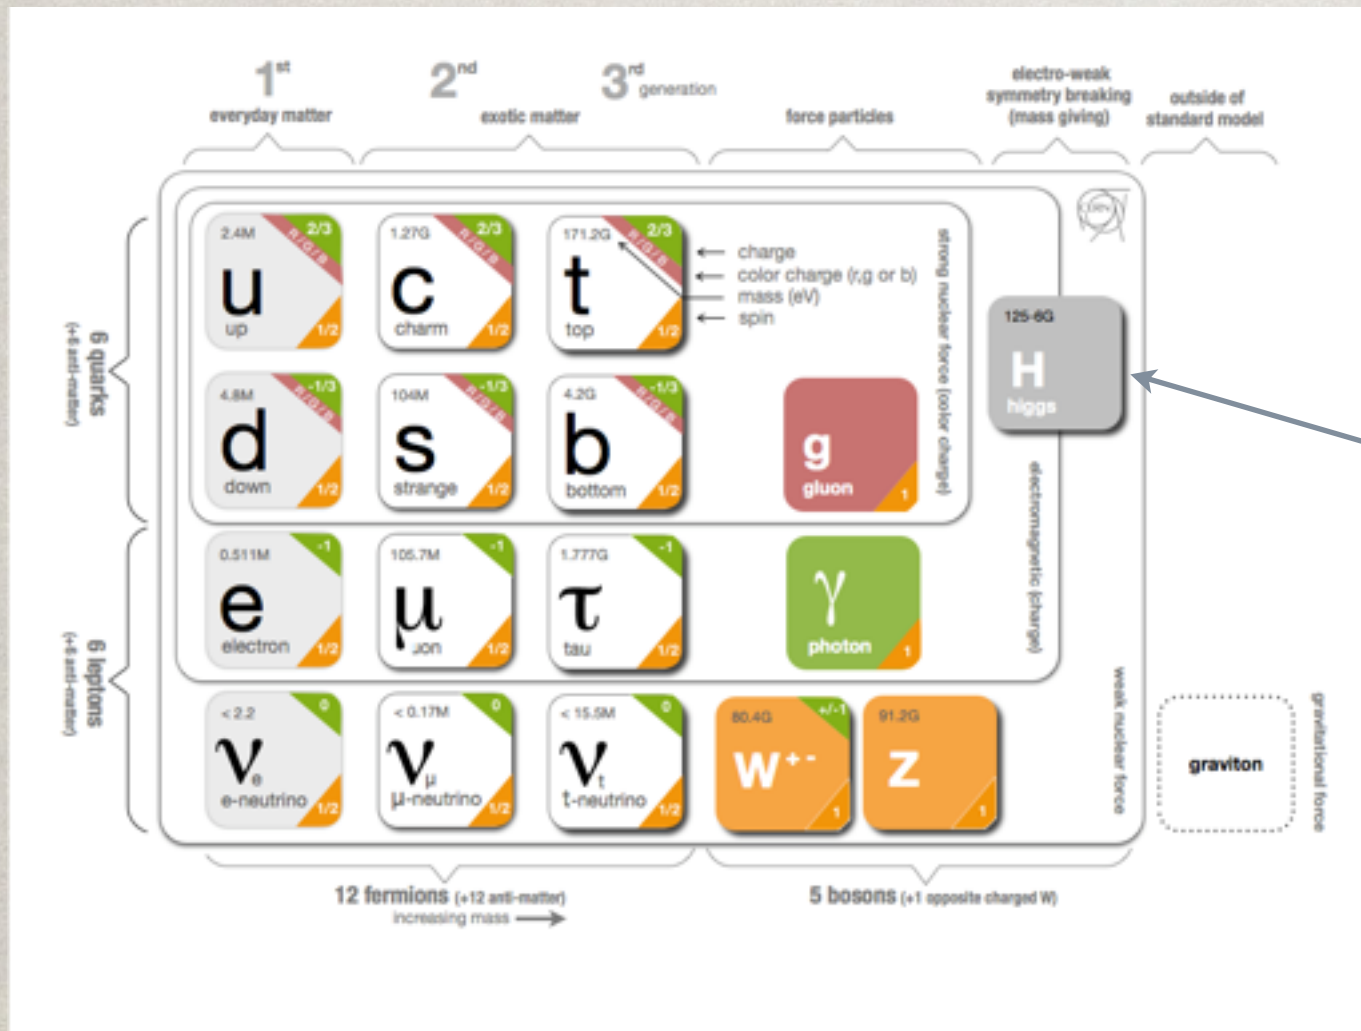 1st
2nd
3rd generation
everyday matter
exotic matter
force particles
electro-weak
symmetry breaking
(mass giving)
outside of
standard model
6 quarks
(+6 anti-matter)
2.4M
2/3
R/G/B
u
up
1/2
1.27G
2/3
R/G/B
c
charm
1/2
171.2G
2/3
R/G/B
t
top
1/2
charge
color charge (r,g or b)
mass (eV)
spin
strong nuclear force (color charge)
125-6G
H
higgs
4.8M
-1/3
R/G/B
d
down
1/2
104M
-1/3
R/G/B
s
strange
1/2
4.2G
-1/3
R/G/B
b
bottom
1/2
g
gluon
1
electromagnetic (charge)
6 leptons
(+6 anti-matter)
0.511M
-1
e
electron
1/2
105.7M
-1
μ
μon
1/2
1.777G
-1
τ
tau
1/2
γ
photon
1
weak nuclear force
< 2.2
0
νe
e-neutrino
1/2
< 0.17M
0
νμ
μ-neutrino
1/2
< 15.5M
0
νt
t-neutrino
1/2
80.4G
+/-1
W+-
1
91.2G
Z
1
graviton
gravitational force
12 fermions (+12 anti-matter)
increasing mass
5 bosons (+1 opposite charged W)